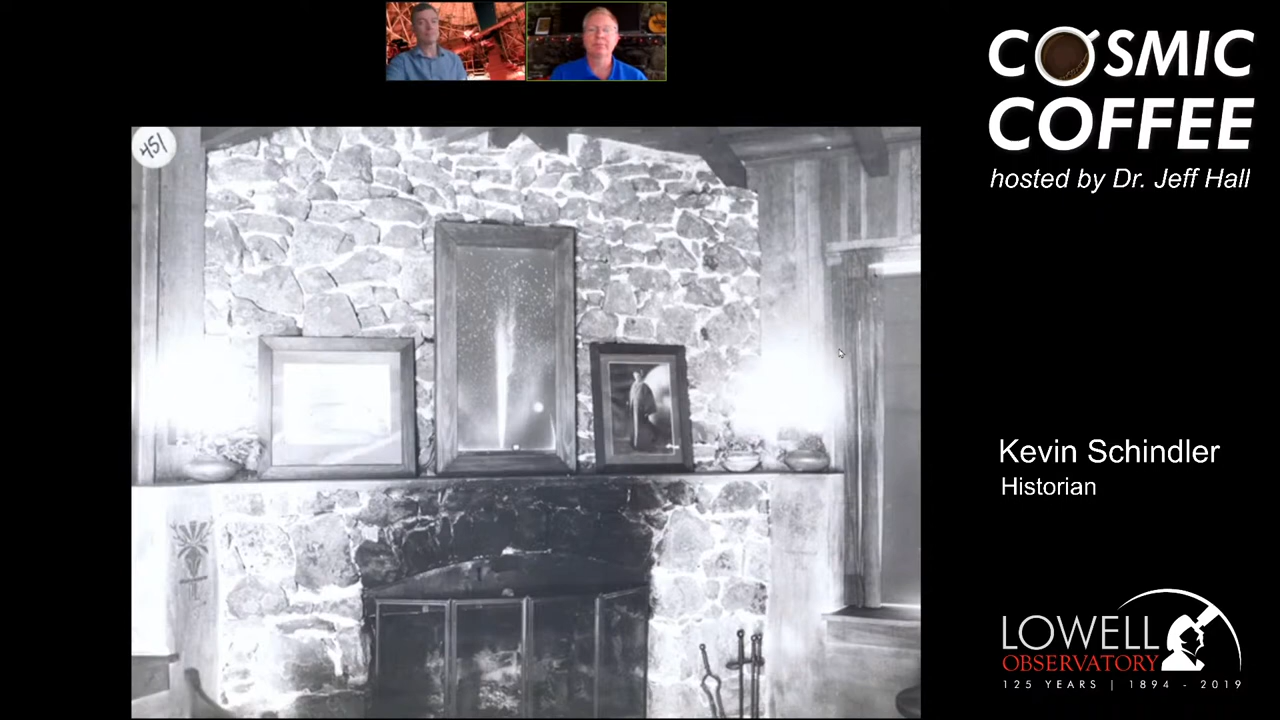 COSMIC
COFFEE
hosted by Dr. Jeff Hall
451
Kevin Schindler
Historian
LOWELL
OBSERVATORY
125 YEARS | 1894 - 2019